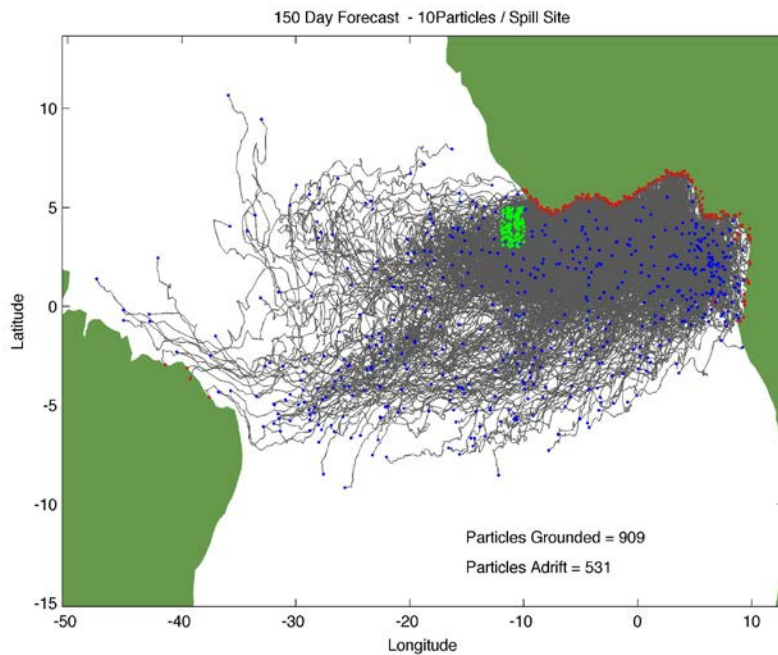 150 Day Forecast - 10Particles / Spill Site
10
5
0
-5
-10
-15
Latitude
Particles Grounded = 909
Particles Adrift = 531
-50 -40 -30 -20 -10 0 10
Longitude